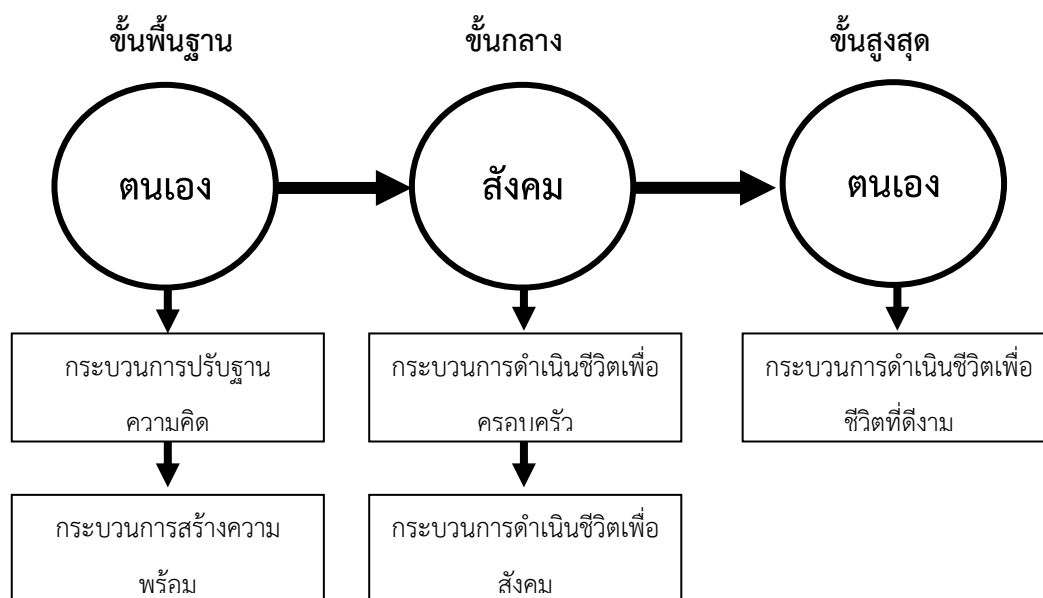 ขั้นพื้นฐาน
ขั้นกลาง
ขั้นสูงสุด
ตนเอง
สังคม
ตนเอง
กระบวนการปรับฐาน
ความคิด
กระบวนการดำเนินชีวิตเพื่อ
ครอบครัว
กระบวนการดำเนินชีวิตเพื่อ
ชีวิตที่ดีงาม
กระบวนการสร้างความ
พร้อม
กระบวนการดำเนินชีวิตเพื่อ
สังคม